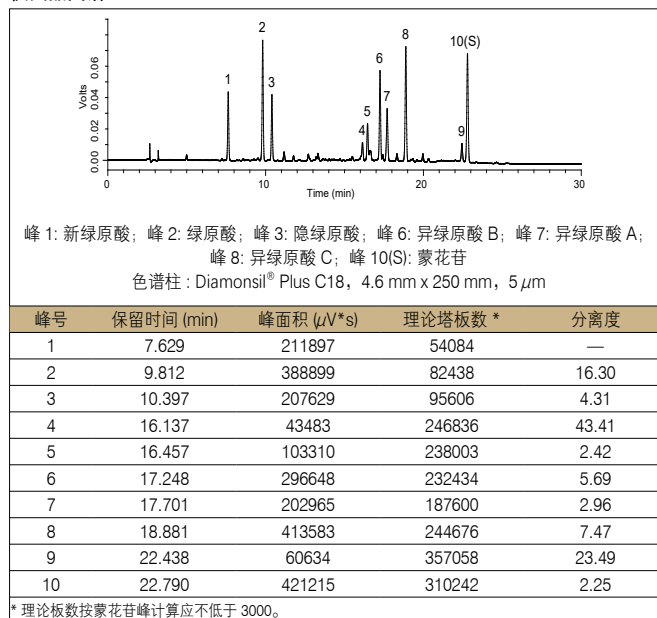 8
2
10(S)
6
1
3
7
5
4
9
Volts
0.06
0.04
0.02
0.00
0
10
20
30
Time (min)
峰 1: 新绿原酸；峰 2: 绿原酸；峰 3: 隐绿原酸；峰 6: 异绿原酸 B；峰 7: 异绿原酸 A；
峰 8: 异绿原酸 C；峰 10(S): 蒙花苷
色谱柱 : Diamonsil® Plus C18，4.6 mm x 250 mm，5 μm
峰号 保留时间 (min) 峰面积 (μV*s) 理论塔板数 * 分离度
1 7.629 211897 54084 —
2 9.812 388899 82438 16.30
3 10.397 207629 95606 4.31
4 16.137 43483 246836 43.41
5 16.457 103310 238003 2.42
6 17.248 296648 232434 5.69
7 17.701 202965 187600 2.96
8 18.881 413583 244676 7.47
9 22.438 60634 357058 23.49
10 22.790 421215 310242 2.25
* 理论板数按蒙花苷峰计算应不低于 3000。